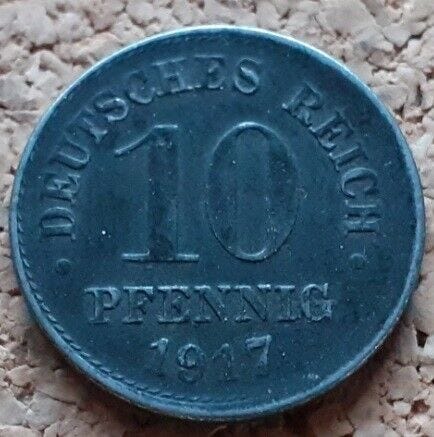 · DEUTSCHES REICH ·
10
PFENNIG
1917